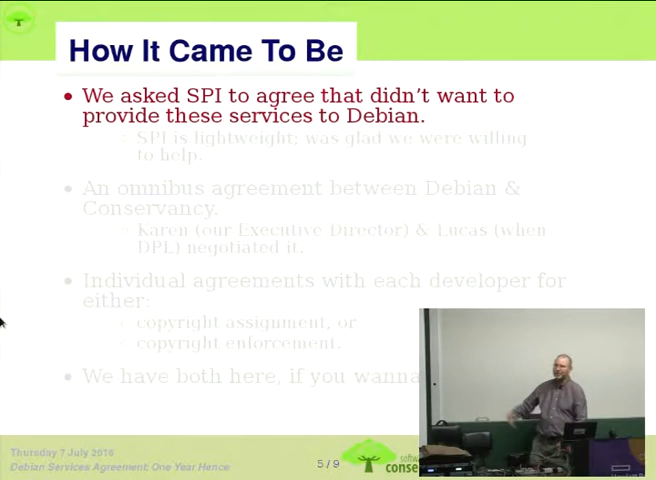 How It Came To Be
• We asked SPI to agree that didn't want to
provide these services to Debian.
◦ SPI is lightweight; was glad we were willing
to help.
• An omnibus agreement between Debian &
Conservancy.
◦ Karen (our Executive Director) & Lucas (when
DPL) negotiated it.
• Individual agreements with each developer for
either:
◦ copyright assignment, or
◦ copyright enforcement.
• We have both here, if you wanna
Thursday 7 July 2016
Debian Services Agreement: One Year Hence
5 / 9
softw
conse